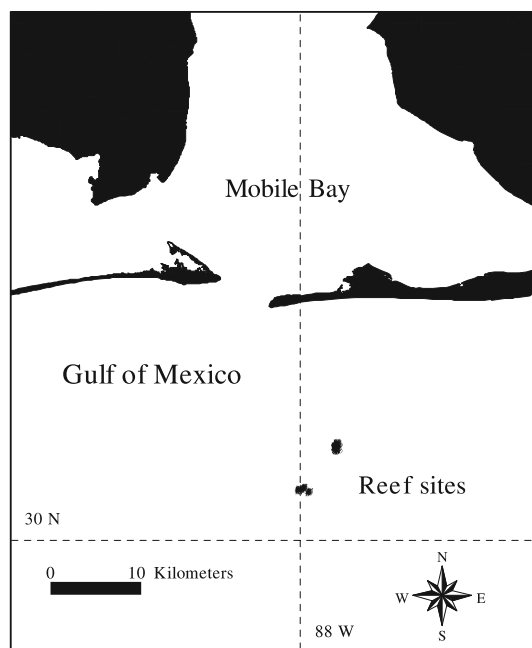 Mobile Bay
Gulf of Mexico
Reef sites
30 N
0 10 Kilometers
N
W E
S
88 W